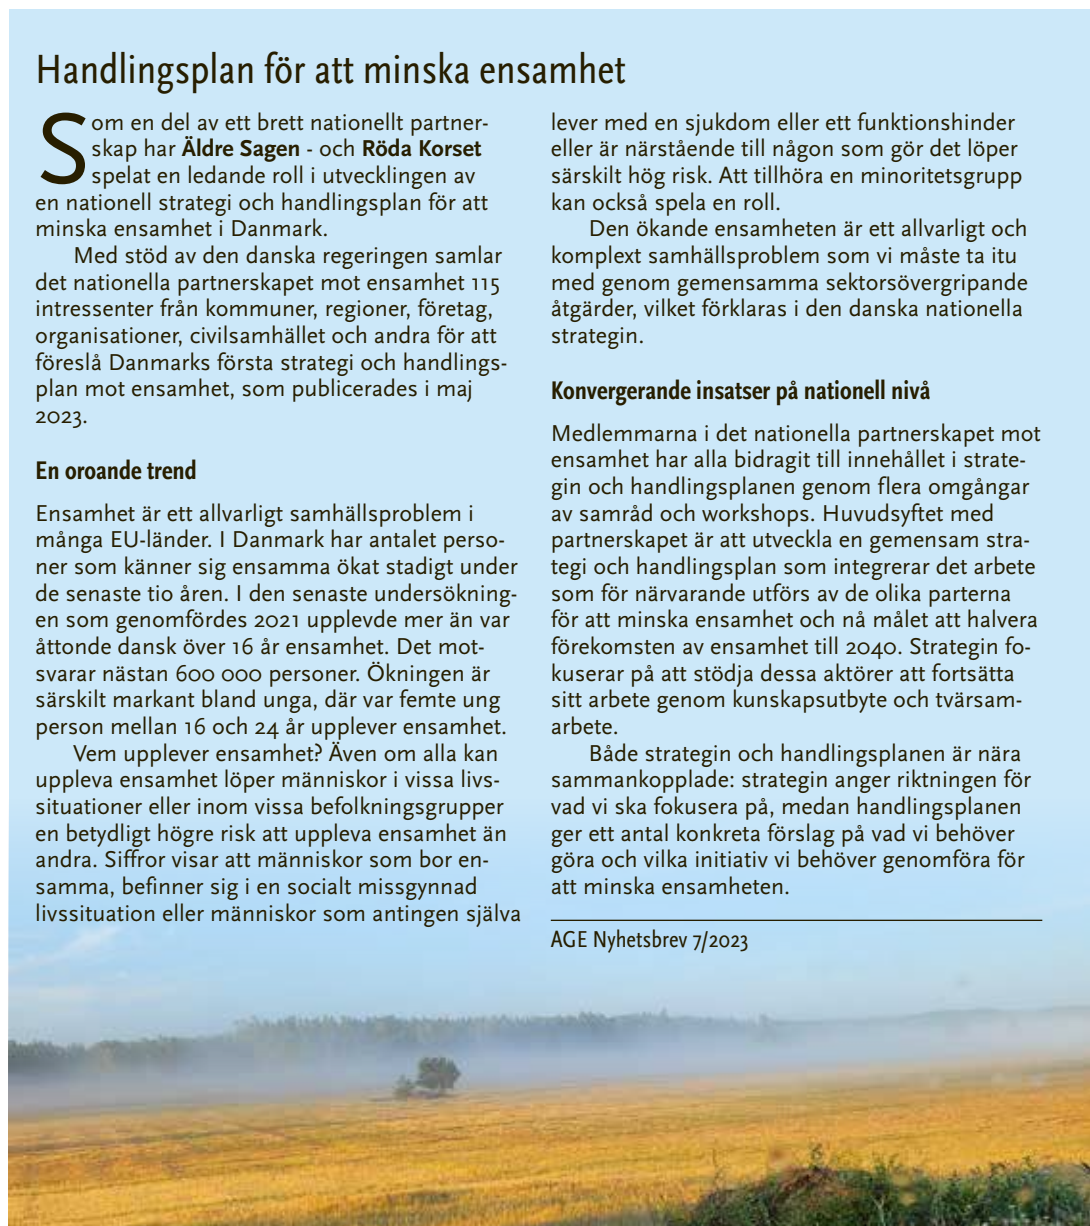 Handlingsplan för att minska ensamhet
Som en del av ett brett nationellt partner-
skap har Äldre Sagen - och Röda Korset
spelat en ledande roll i utvecklingen av
en nationell strategi och handlingsplan för att
minska ensamhet i Danmark.
Med stöd av den danska regeringen samlar
det nationella partnerskapet mot ensamhet 115
intressenter från kommuner, regioner, företag,
organisationer, civilsamhället och andra för att
föreslå Danmarks första strategi och handlings-
plan mot ensamhet, som publicerades i maj
2023.
En oroande trend
Ensamhet är ett allvarligt samhällsproblem i
många EU-länder. I Danmark har antalet perso-
ner som känner sig ensamma ökat stadigt under
de senaste tio åren. I den senaste undersökning-
en som genomfördes 2021 upplevde mer än var
åttonde dansk över 16 år ensamhet. Det mot-
svarar nästan 600 000 personer. Ökningen är
särskilt markant bland unga, där var femte ung
person mellan 16 och 24 år upplever ensamhet.
Vem upplever ensamhet? Även om alla kan
uppleva ensamhet löper människor i vissa livs-
situationer eller inom vissa befolkningsgrupper
en betydligt högre risk att uppleva ensamhet än
andra. Siffror visar att människor som bor en-
samma, befinner sig i en socialt missgynnad
livssituation eller människor som antingen själva
lever med en sjukdom eller ett funktionshinder
eller är närstående till någon som gör det löper
särskilt hög risk. Att tillhöra en minoritetsgrupp
kan också spela en roll.
Den ökande ensamheten är ett allvarligt och
komplext samhällsproblem som vi måste ta itu
med genom gemensamma sektorsövergripande
åtgärder, vilket förklaras i den danska nationella
strategin.
Konvergerande insatser på nationell nivå
Medlemmarna i det nationella partnerskapet mot
ensamhet har alla bidragit till innehållet i strate-
gin och handlingsplanen genom flera omgångar
av samråd och workshops. Huvudsyftet med
partnerskapet är att utveckla en gemensam stra-
tegi och handlingsplan som integrerar det arbete
som för närvarande utförs av de olika parterna
för att minska ensamhet och nå målet att halvera
förekomsten av ensamhet till 2040. Strategin fo-
kuserar på att stödja dessa aktörer att fortsätta
sitt arbete genom kunskapsutbyte och tvärsam-
arbete.
Både strategin och handlingsplanen är nära
sammankopplade: strategin anger riktningen för
vad vi ska fokusera på, medan handlingsplanen
ger ett antal konkreta förslag på vad vi behöver
göra och vilka initiativ vi behöver genomföra för
att minska ensamheten.
AGE Nyhetsbrev 7/2023